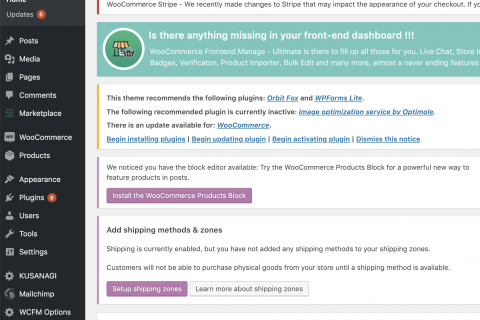 Home
Updates 6
Posts
Media
Pages
Comments
Marketplace
WooCommerce
Products
Appearance
Plugins 6
Users
Tools
Settings
KUSANAGI
Mailchimp
WCFM Options
WooCommerce Stripe - We recently made changes to Stripe that may impact the appearance of your checkout. If yo
Is there anything missing in your front-end dashboard !!!
WooCommerce Frontend Manage - Ultimate is there to fill up all those for you. Live Chat, Store In
Badges, Verificaton, Product Importer, Bulk Edit and many more, almost a never ending features
This theme recommends the following plugins: Orbit Fox and WPForms Lite.
The following recommended plugin is currently inactive: Image optimization service by Optimole.
There is an update available for: WooCommerce.
Begin installing plugins | Begin updating plugin | Begin activating plugin | Dismiss this notice
We noticed you have the block editor available: Try the WooCommerce Products Block for a powerful new way to
feature products in posts.
Install the WooCommerce Products Block
Add shipping methods & zones
Shipping is currently enabled, but you have not added any shipping methods to your shipping zones.
Customers will not be able to purchase physical goods from your store until a shipping method is available.
Setup shipping zones Learn more about shipping zones